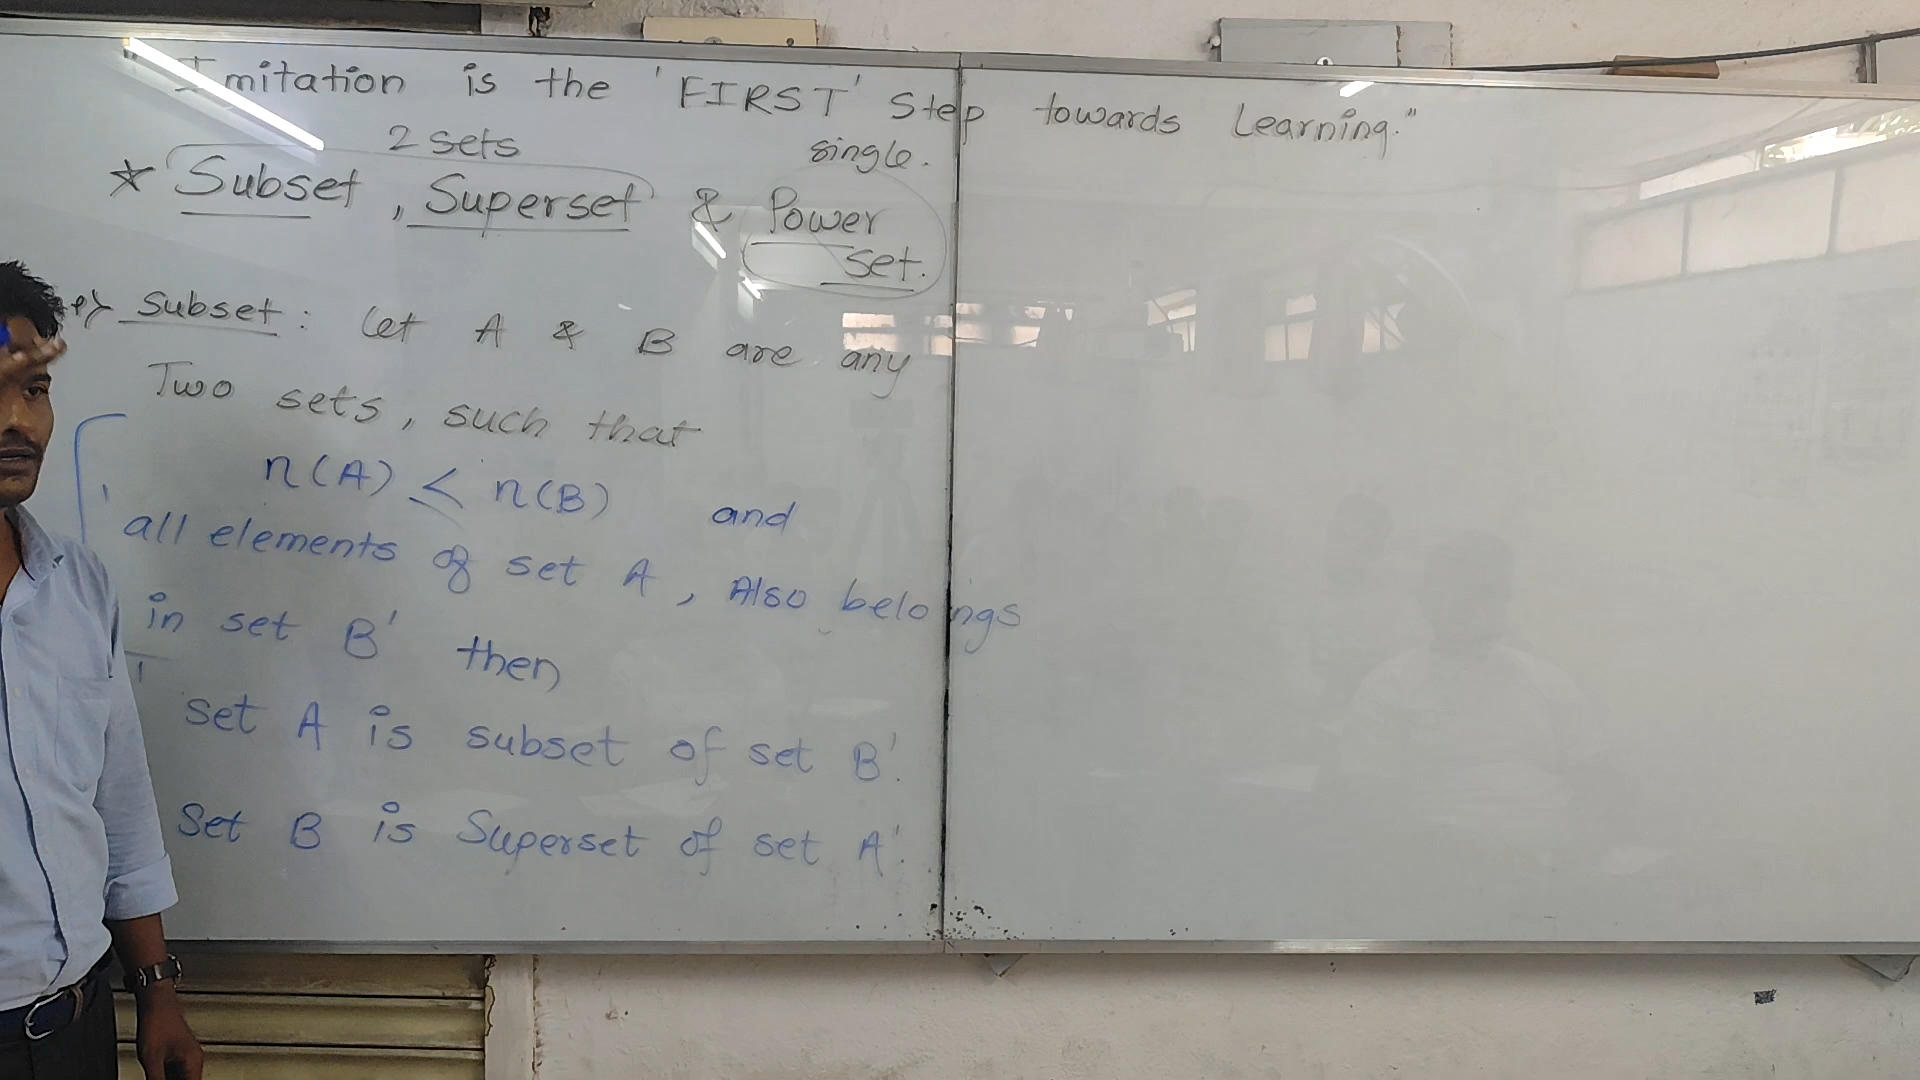 "Imitation is the 'FIRST' Step towards Learning."
2 sets single.
* Subset, Superset & Power
set.
Subset: Let A & B are any
Two sets, such that
n(A) < n(B) and
'all elements of set A, Also belongs
in set B' then
set A is subset of set B'.
Set B is Superset of set A'.